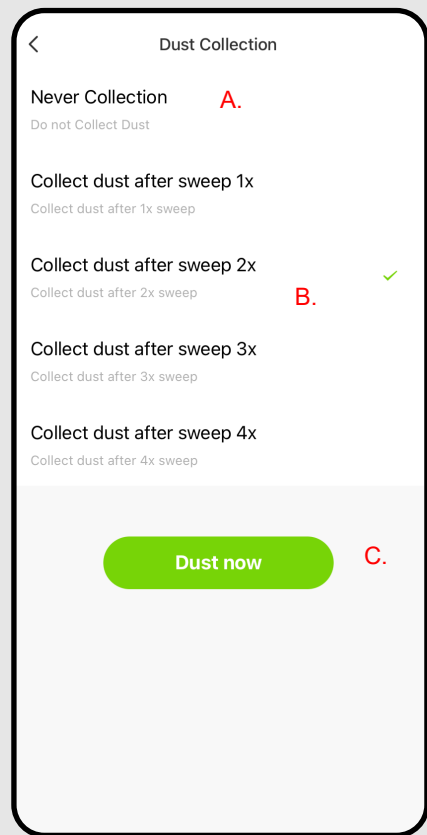 Dust Collection
Never Collection A.
Do not Collect Dust
Collect dust after sweep 1x
Collect dust after 1x sweep
Collect dust after sweep 2x
Collect dust after 2x sweep B.
Collect dust after sweep 3x
Collect dust after 3x sweep
Collect dust after sweep 4x
Collect dust after 4x sweep
Dust now C.